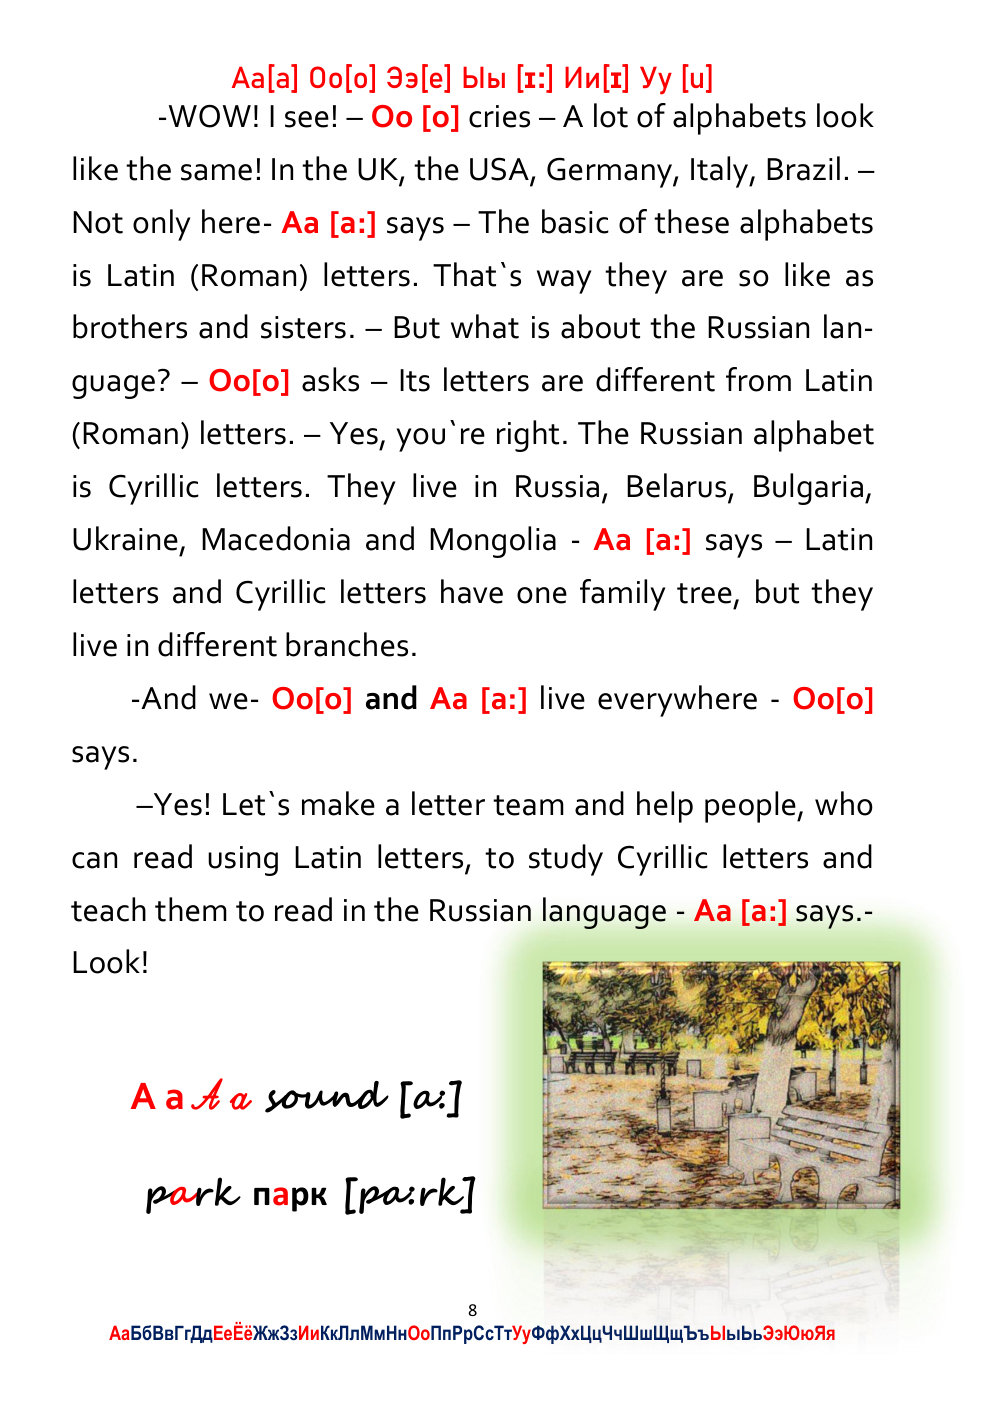 Аа[а] Оо[о] Ээ[е] Ыы [ɪ:] Ии[ɪ] Уу [u]
-WOW! I see! – Оо [о] cries – A lot of alphabets look
like the same! In the UK, the USA, Germany, Italy, Brazil. –
Not only here- Аа [а:] says – The basic of these alphabets
is Latin (Roman) letters. That`s way they are so like as
brothers and sisters. – But what is about the Russian lan-
guage? – Оо[о] asks – Its letters are different from Latin
(Roman) letters. – Yes, you`re right. The Russian alphabet
is Cyrillic letters. They live in Russia, Belarus, Bulgaria,
Ukraine, Macedonia and Mongolia - Аа [а:] says – Latin
letters and Cyrillic letters have one family tree, but they
live in different branches.
-And we- Оо[о] and Аа [а:] live everywhere - Оо[о]
says.
–Yes! Let`s make a letter team and help people, who
can read using Latin letters, to study Cyrillic letters and
teach them to read in the Russian language - Аа [а:] says.-
Look!
А а А а sound [a:]
park парк [pa:rk]
8
АаБбВвГгДдЕеЁёЖжЗзИиКкЛлМмНнОоПпРрСсТтУуФфХхЦцЧчШшЩщЪъЫыЬьЭэЮюЯя